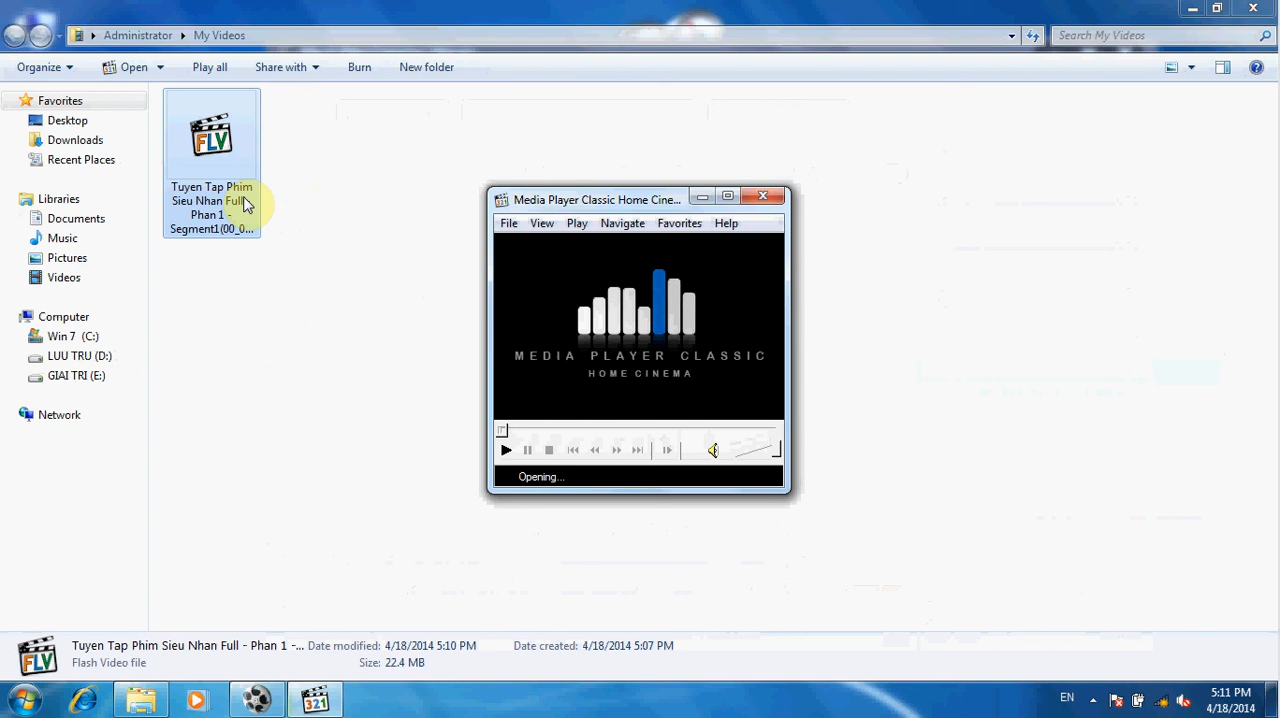 Administrator
My Videos
Search My Videos
Organize
Open
Play all
Share with
Burn
New folder
Favorites
Desktop
Downloads
Recent Places
Libraries
Documents
Music
Pictures
Videos
Computer
Win 7 (C:)
LUU TRU (D:)
GIAI TRI (E:)
Network
FLV
Tuyen Tap Phim
Sieu Nhan Full
Phan 1 -
Segment1(00_0...
Media Player Classic Home Cine...
File View Play Navigate Favorites Help
MEDIA PLAYER CLASSIC
HOME CINEMA
Opening...
FLV
Tuyen Tap Phim Sieu Nhan Full - Phan 1 -... Date modified: 4/18/2014 5:10 PM Date created: 4/18/2014 5:07 PM
Flash Video file Size: 22.4 MB
321
EN
5:11 PM
4/18/2014